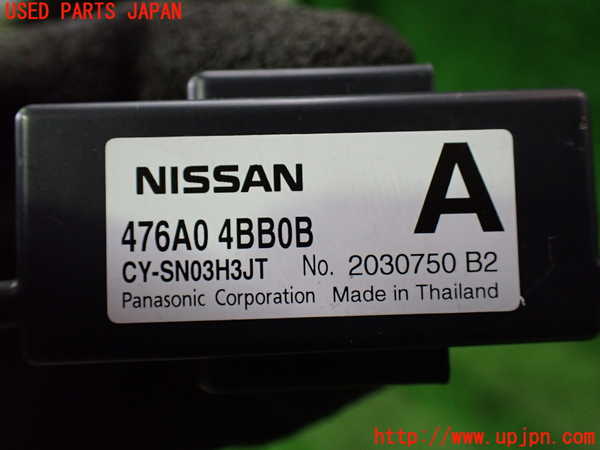 USED PARTS JAPAN
NISSAN
A
476A0 4BB0B
CY-SN03H3JT No. 2030750 B2
Panasonic Corporation Made in Thailand
http://www.upjpn.com/